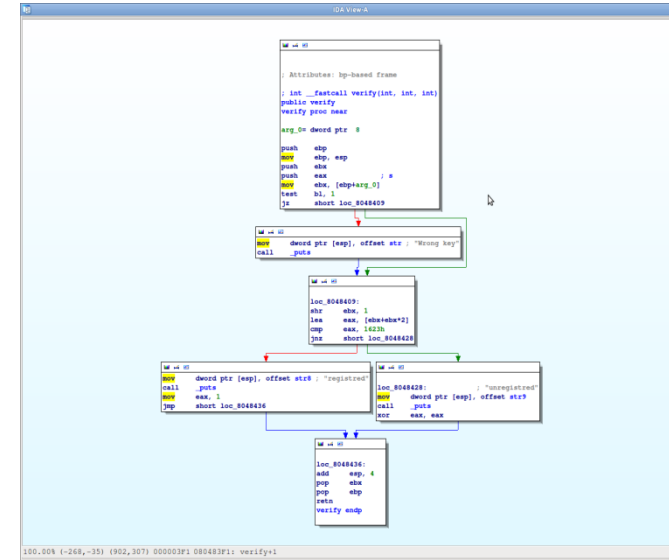 IDA View-A
; Attributes: bp-based frame
; int __fastcall verify(int, int, int)
public verify
verify proc near
arg_0= dword ptr 8
push ebp
mov ebp, esp
push ebx
push eax ; s
mov ebx, [ebp+arg_0]
test bl, 1
jz short loc_8048409
mov dword ptr [esp], offset str ; "Wrong key"
call _puts
loc_8048409:
shr ebx, 1
lea eax, [ebx+ebx*2]
cmp eax, 1623h
jnz short loc_8048428
mov dword ptr [esp], offset str8 ; "registred"
call _puts
mov eax, 1
jmp short loc_8048436
loc_8048428: ; "unregistred"
mov dword ptr [esp], offset str9
call _puts
xor eax, eax
loc_8048436:
add esp, 4
pop ebx
pop ebp
retn
verify endp
100.00% (-268,-35) (902,307) 000003F1 080483F1: verify+1